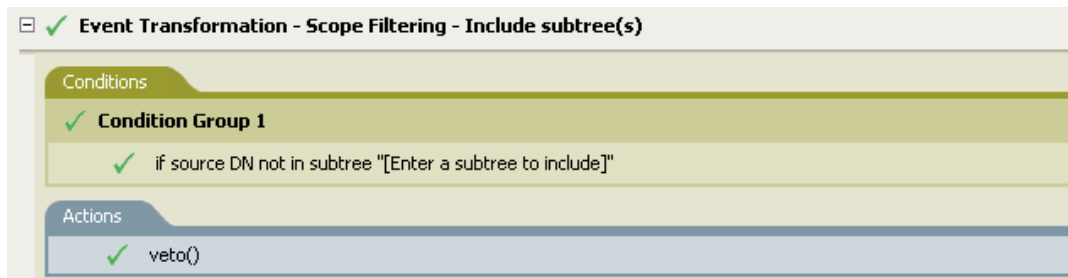 Event Transformation - Scope Filtering - Include subtree(s)
Conditions
Condition Group 1
if source DN not in subtree "[Enter a subtree to include]"
Actions
veto()